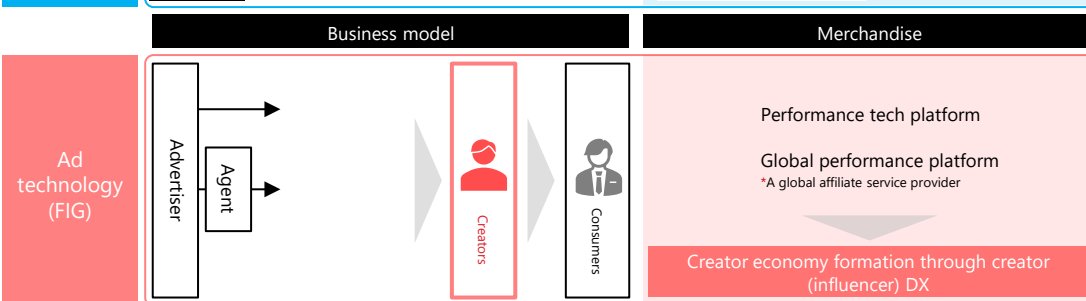 Business model
Merchandise
Ad
technology
(FIG)
Advertiser
Agent
Creators
Consumers
Performance tech platform
Global performance platform
*A global affiliate service provider
Creator economy formation through creator
(influencer) DX